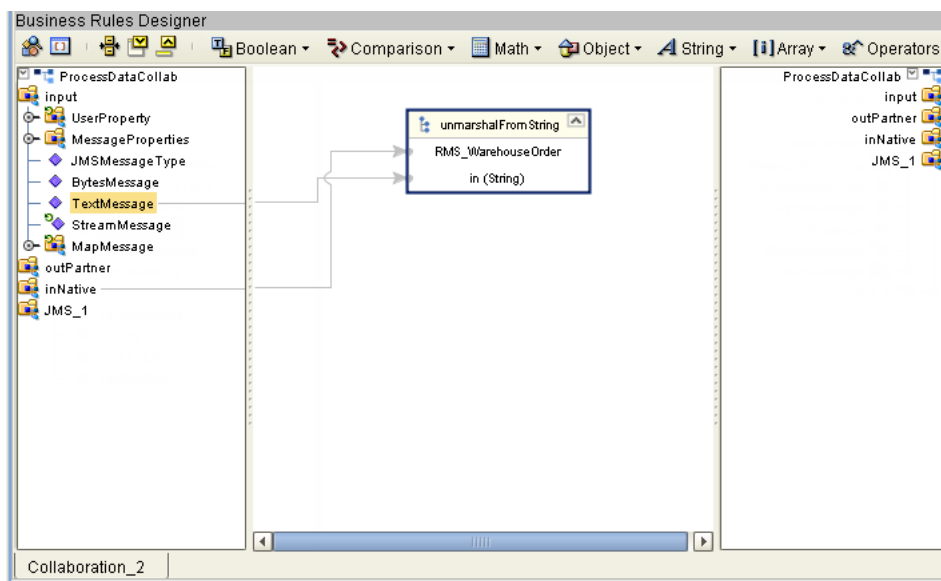 Business Rules Designer
Boolean Comparison Math Object String Array Operators
ProcessDataCollab
input
UserProperty
MessageProperties
JMSMessageType
BytesMessage
TextMessage
StreamMessage
MapMessage
outPartner
inNative
JMS_1
unmarshalFromString
RMS_WarehouseOrder
in (String)
ProcessDataCollab
input
outPartner
inNative
JMS_1
Collaboration_2